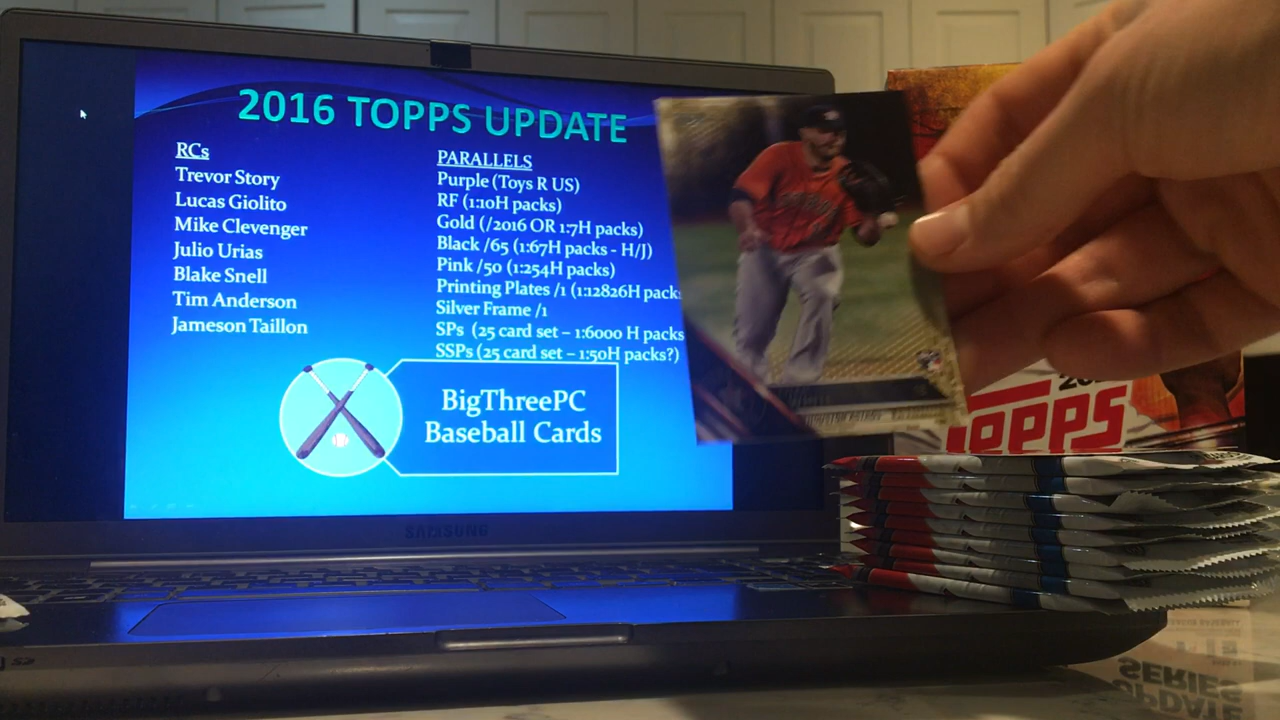 2016 TOPPS UPDATE
RCs
Trevor Story
Lucas Giolito
Mike Clevenger
Julio Urias
Blake Snell
Tim Anderson
Jameson Taillon
PARALLELS
Purple (Toys R US)
RF (1:10H packs)
Gold (/2016 OR 1:7H packs)
Black /65 (1:67H packs - H/J)
Pink /50 (1:254H packs)
Printing Plates /1 (1:12826H pack
Silver Frame /1
SPs (25 card set – 1:6000 H packs
SSPs (25 card set – 1:50H packs?)
BigThreePC
Baseball Cards
SAMSUNG
TOPPS
UPDATE
SERIES